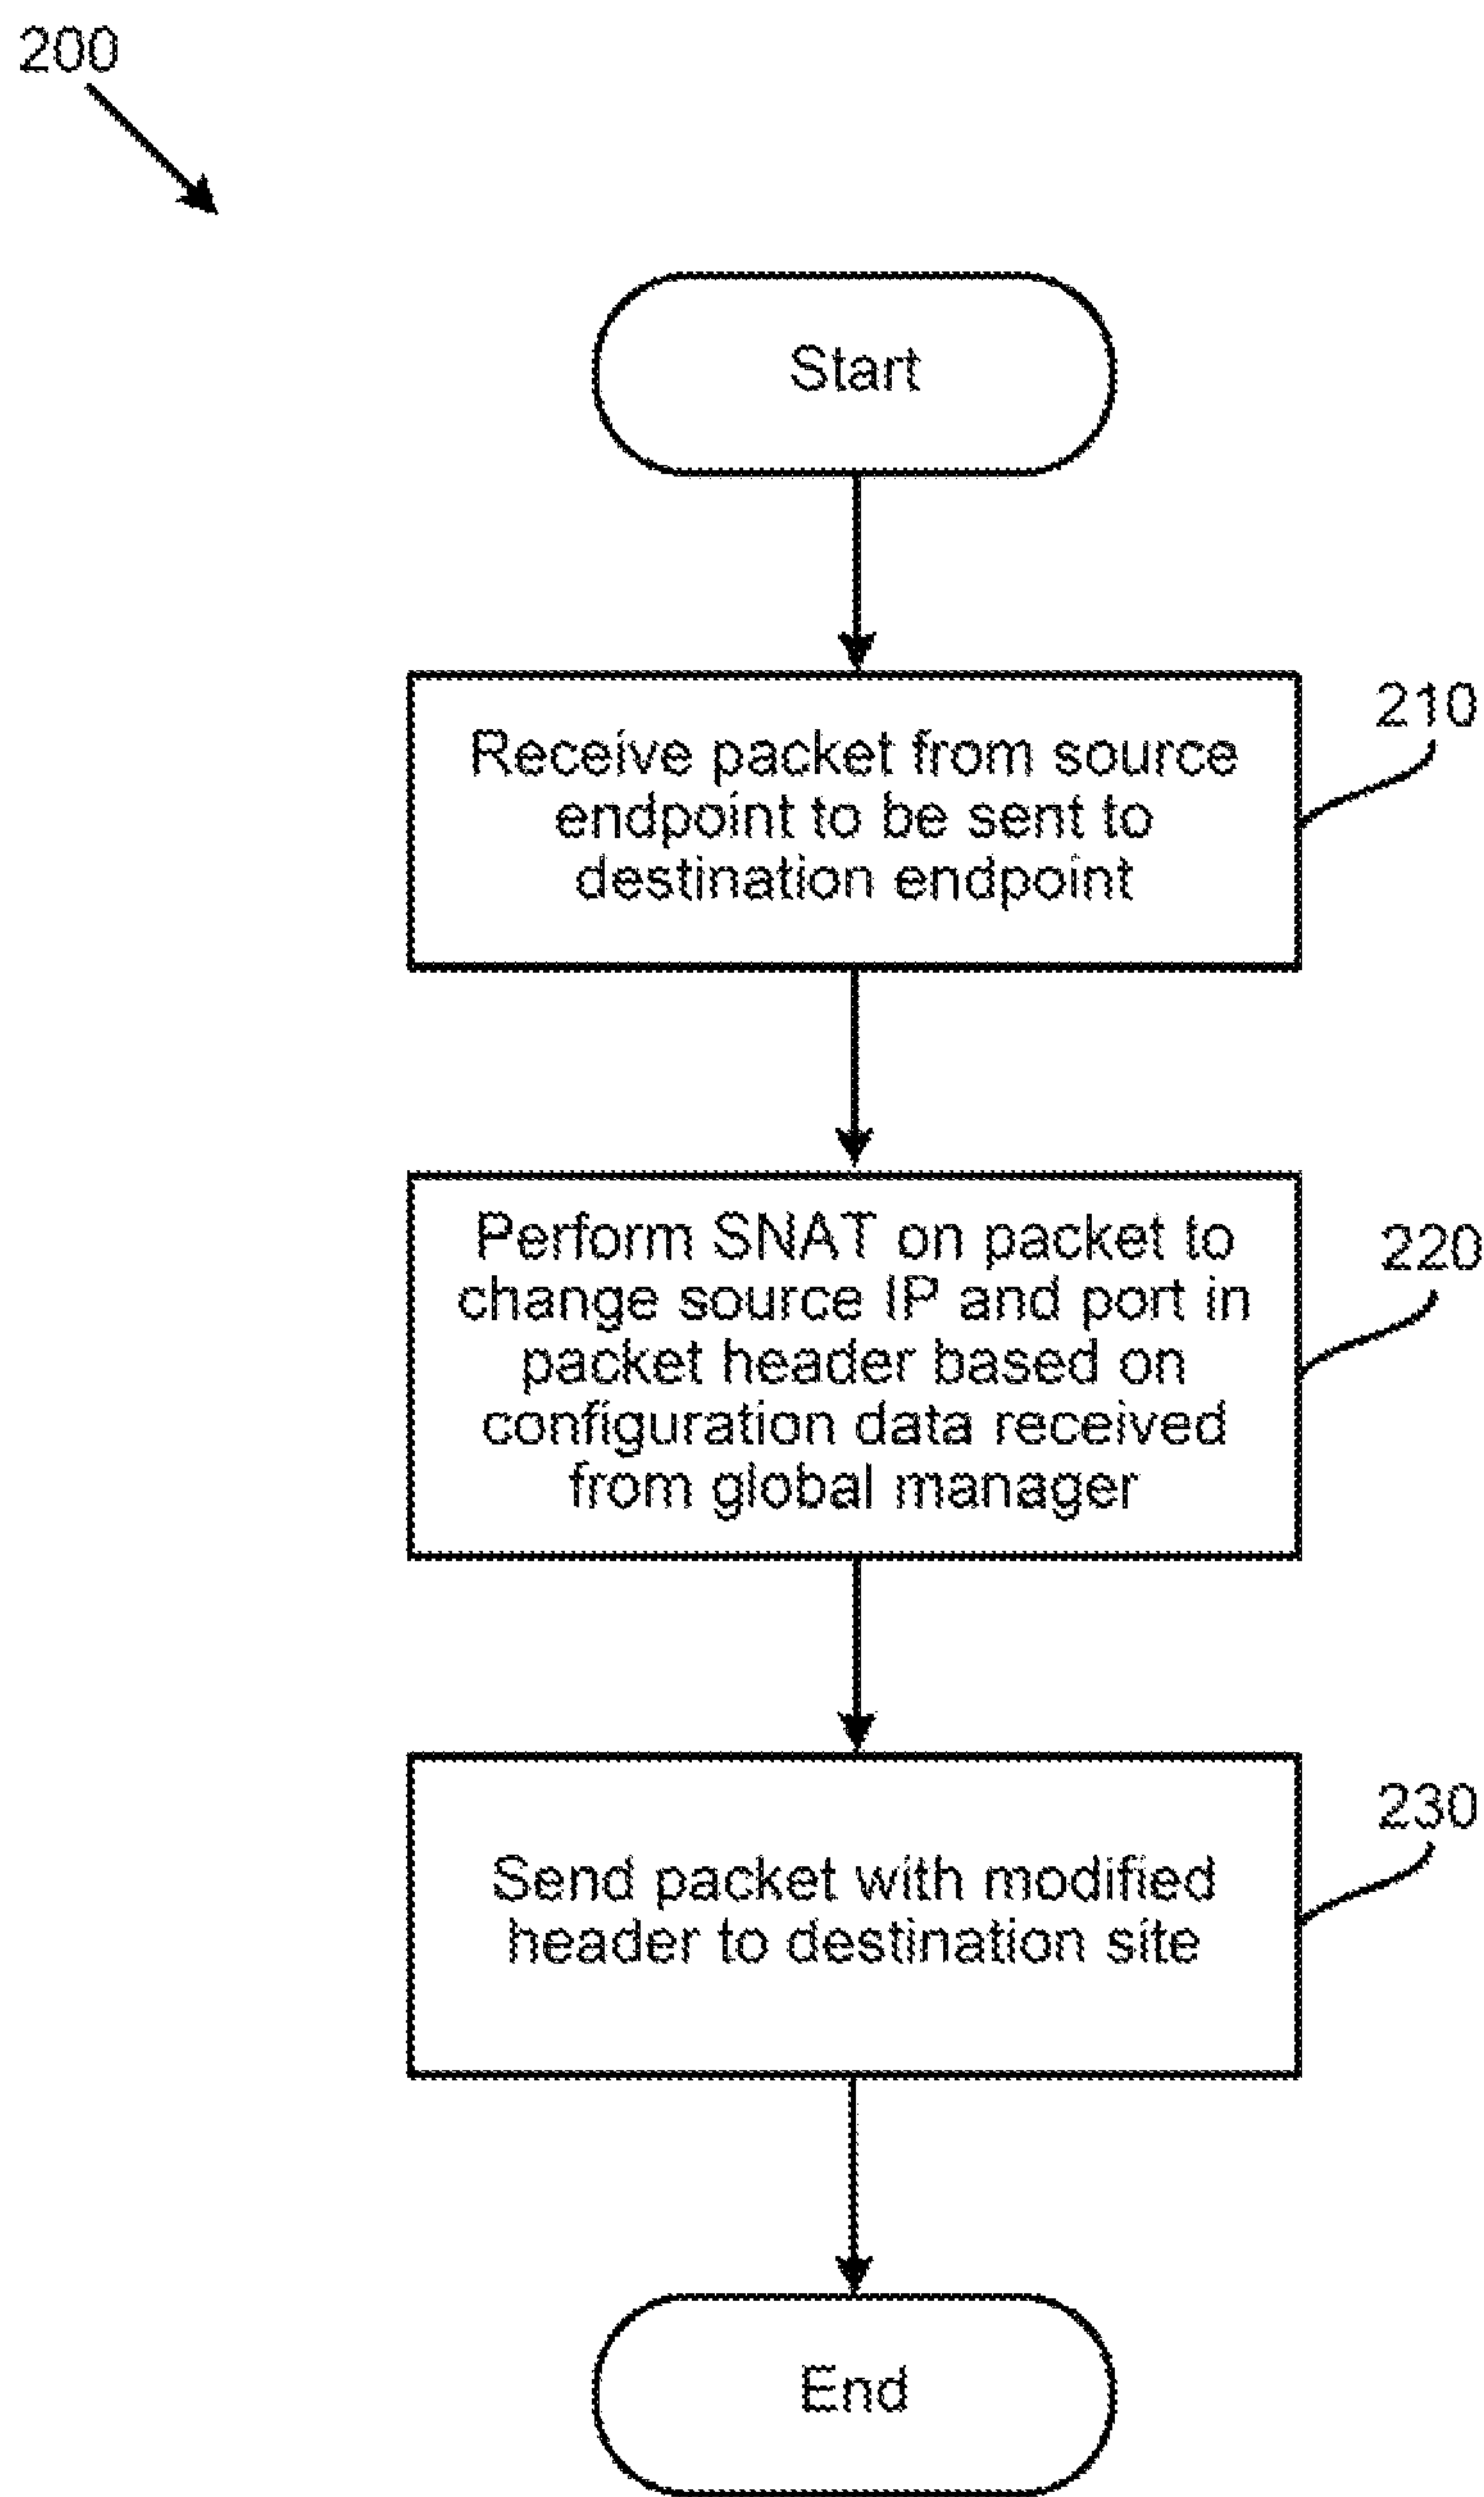 200
Start
Receive packet from source
endpoint to be sent to
destination endpoint
210
Perform SNAT on packet to
change source IP and port in
packet header based on
configuration data received
from global manager
220
Send packet with modified
header to destination site
230
End